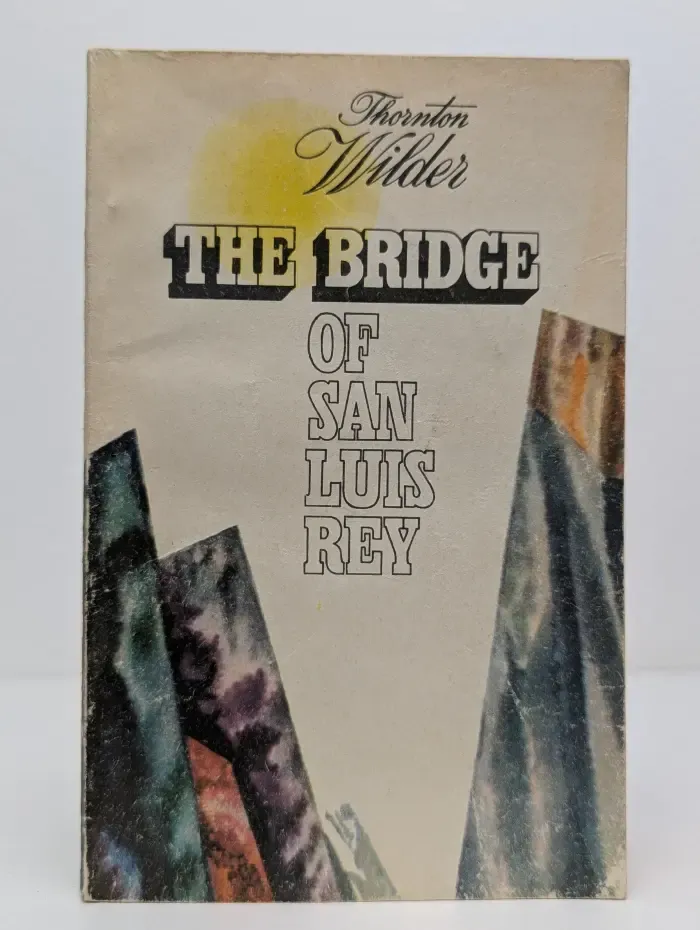 Thornton
Wilder
THE BRIDGE
OF
SAN
LUIS
REY